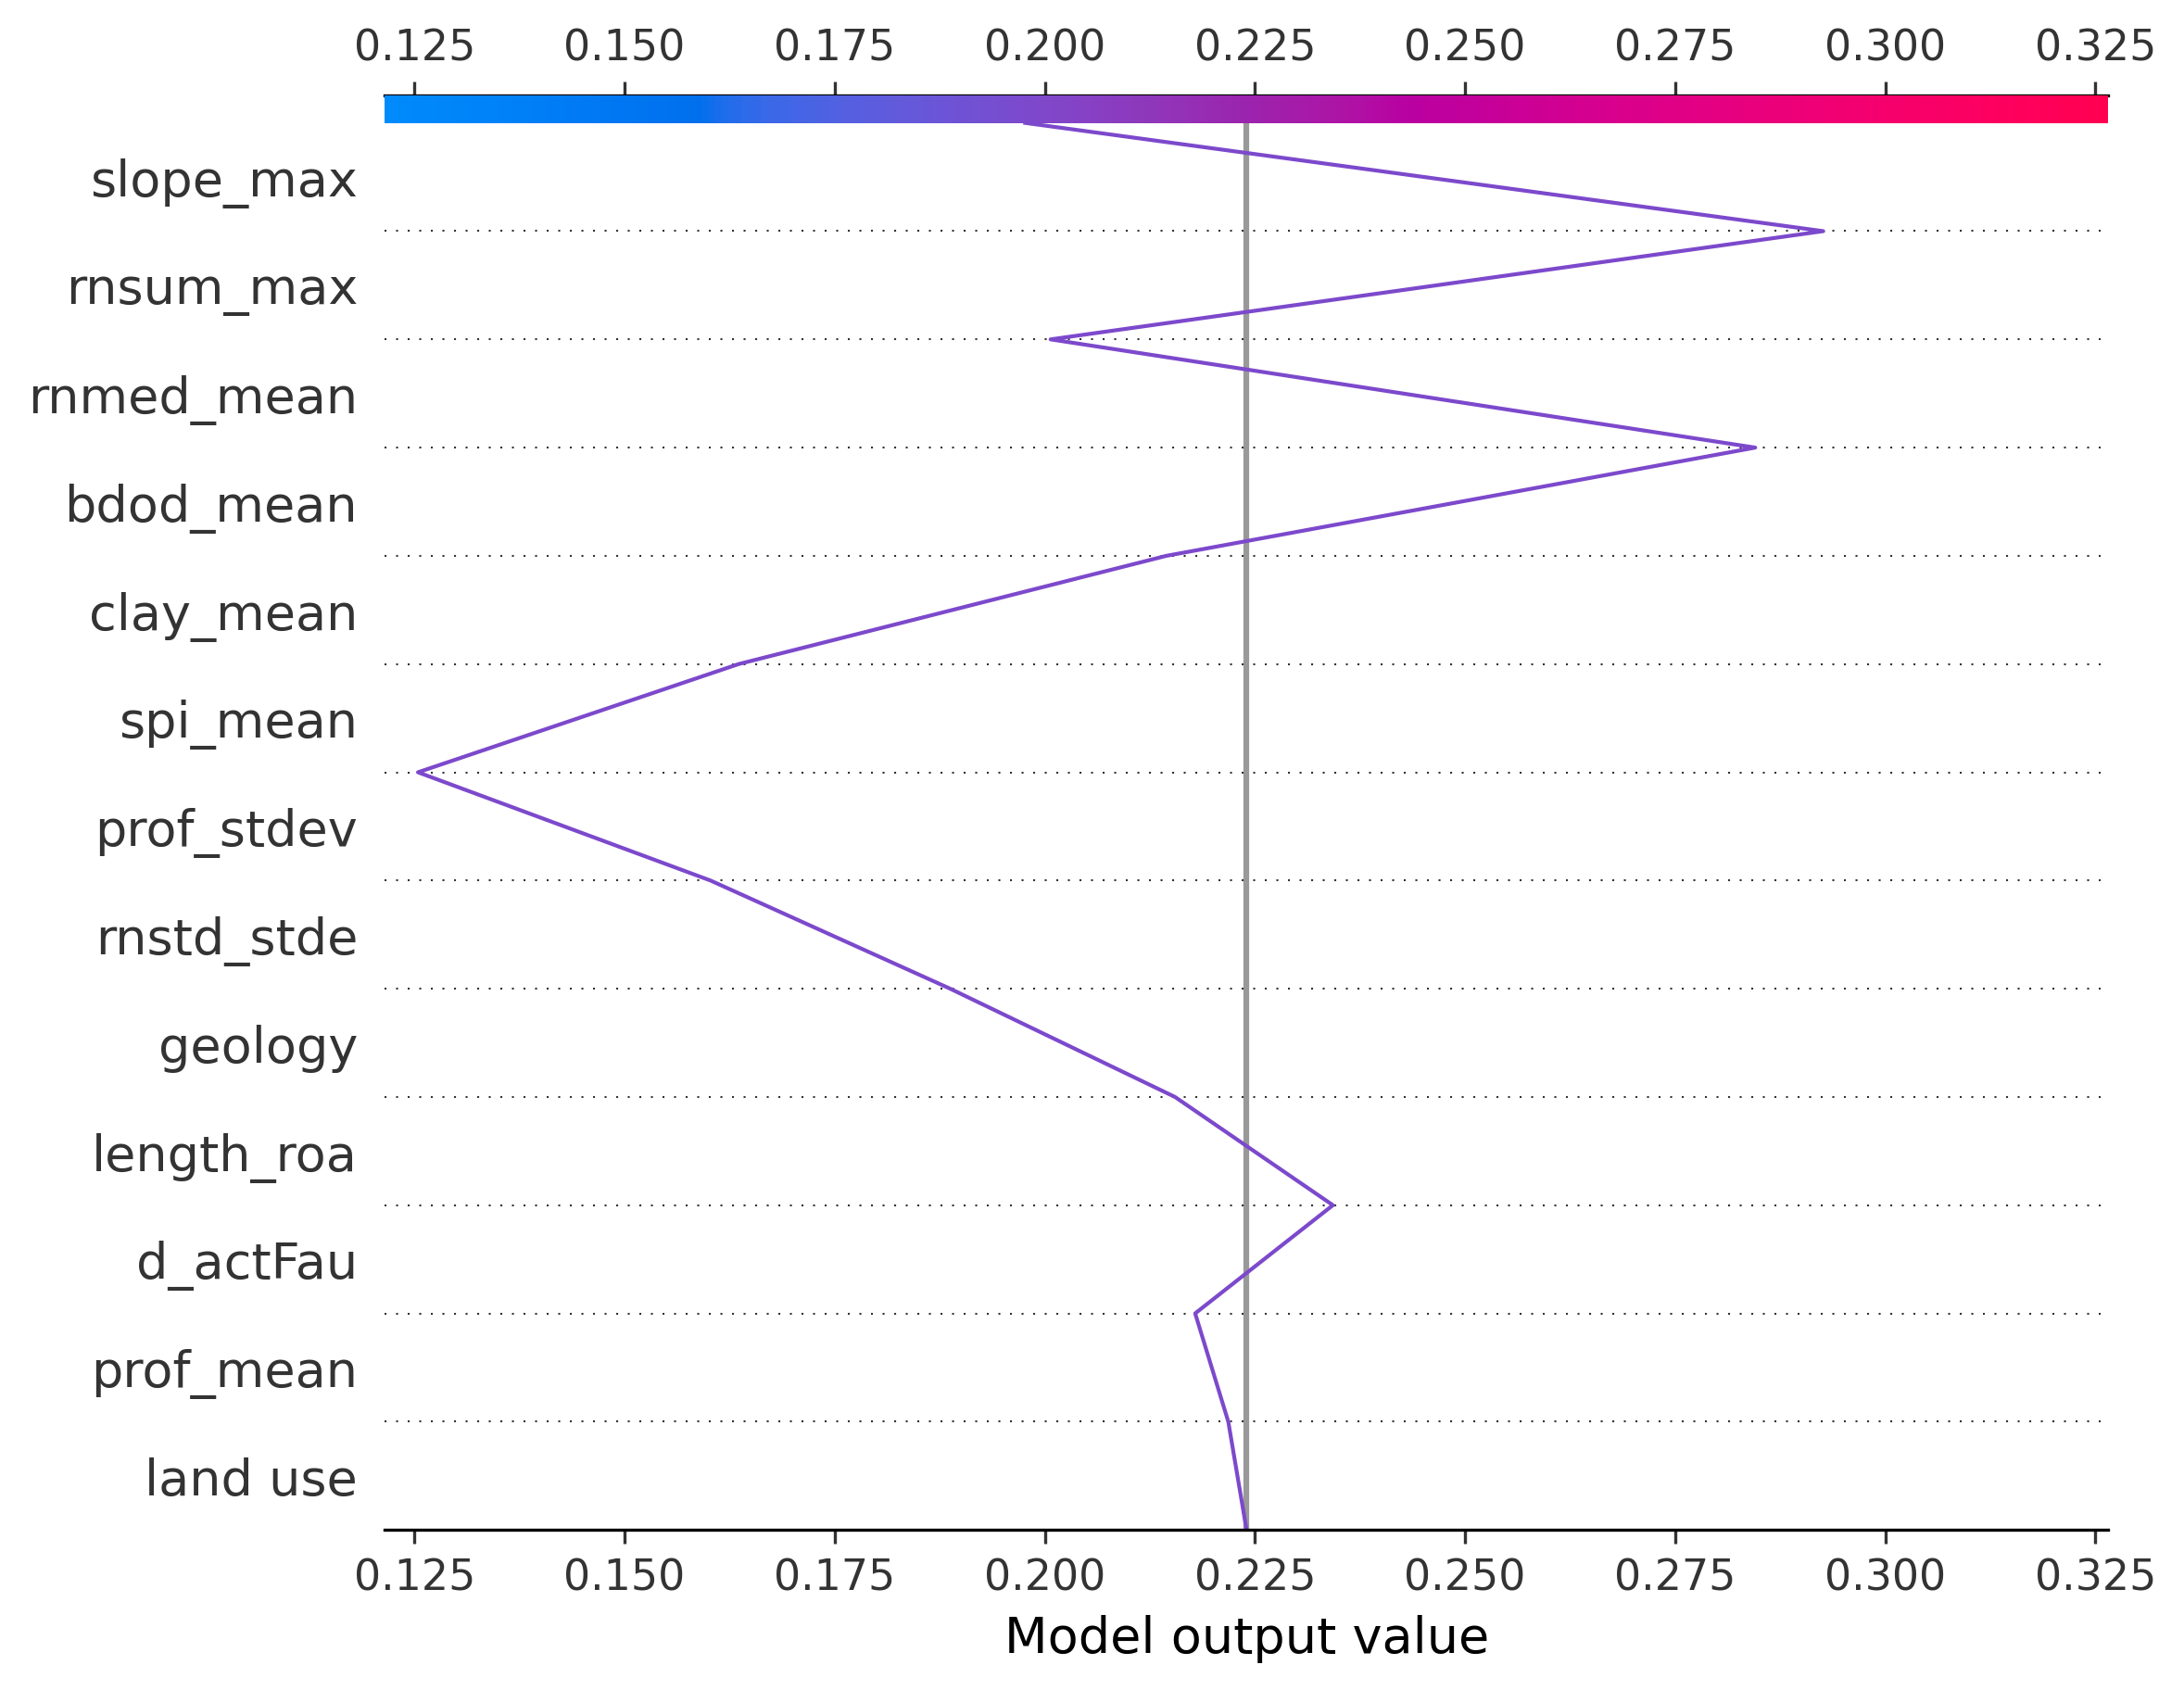 0.125 0.150 0.175 0.200 0.225 0.250 0.275 0.300 0.325
slope_max
rnsum_max
rnmed_mean
bdod_mean
clay_mean
spi_mean
prof_stdev
rnstd_stde
geology
length_roa
d_actFau
prof_mean
land use
0.125 0.150 0.175 0.200 0.225 0.250 0.275 0.300 0.325
Model output value